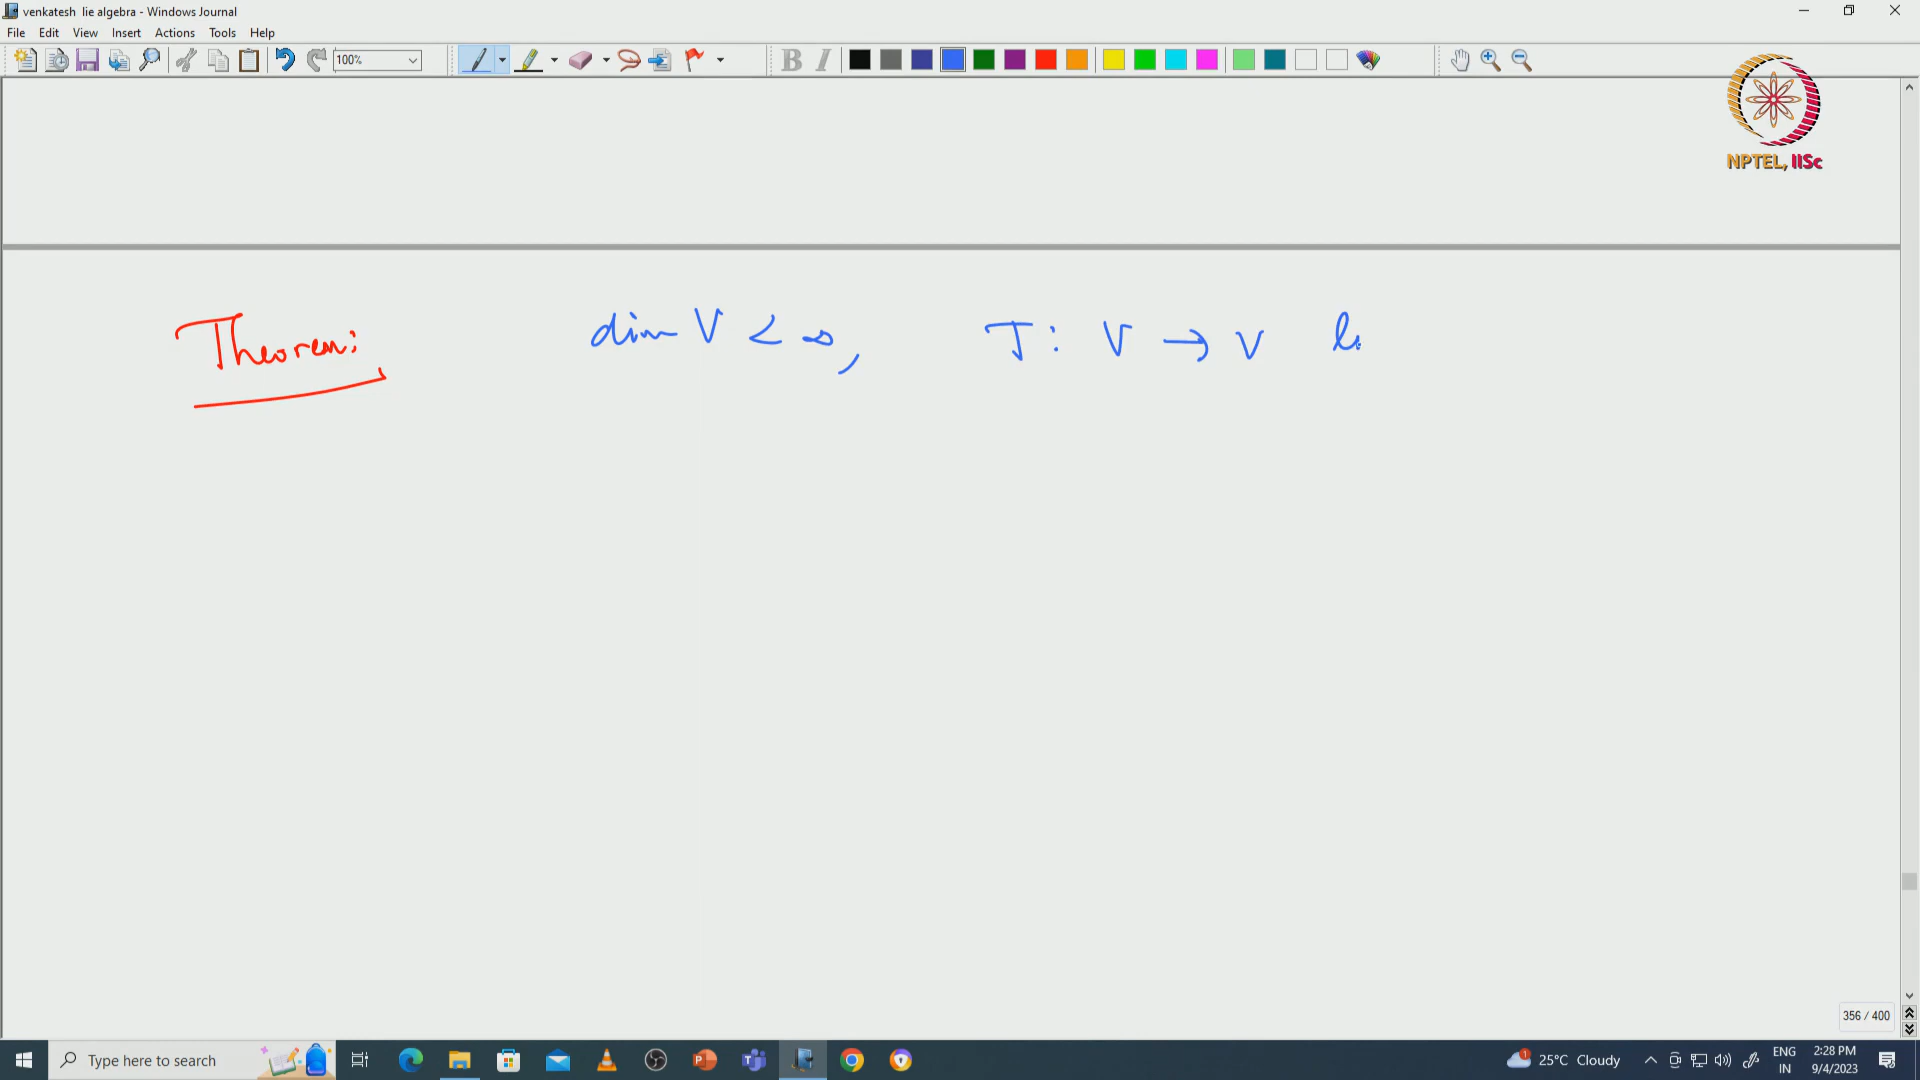 venkatesh lie algebra - Windows Journal
File Edit View Insert Actions Tools Help
100%
B I
NPTEL, IISc
Theorem: dim V < ∞, T: V → V li
356 / 400
Type here to search
25°C Cloudy
ENG
IN
2:28 PM
9/4/2023